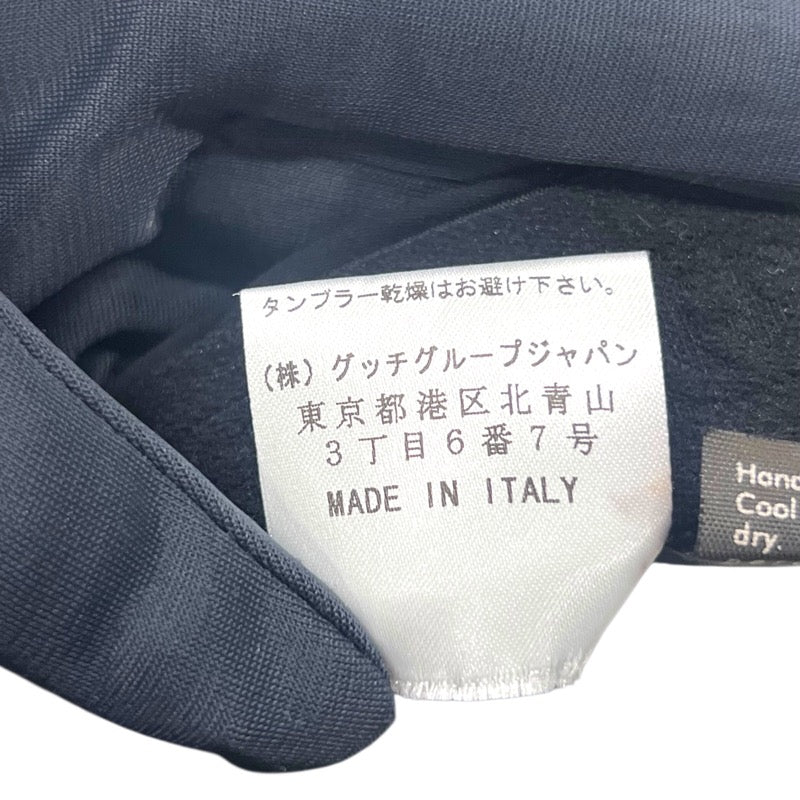 タンブラー乾燥はお避け下さい。
（株）グッチグループジャパン
東京都港区北青山
3丁目6番7号
MADE IN ITALY
Hand
Cool
dry.